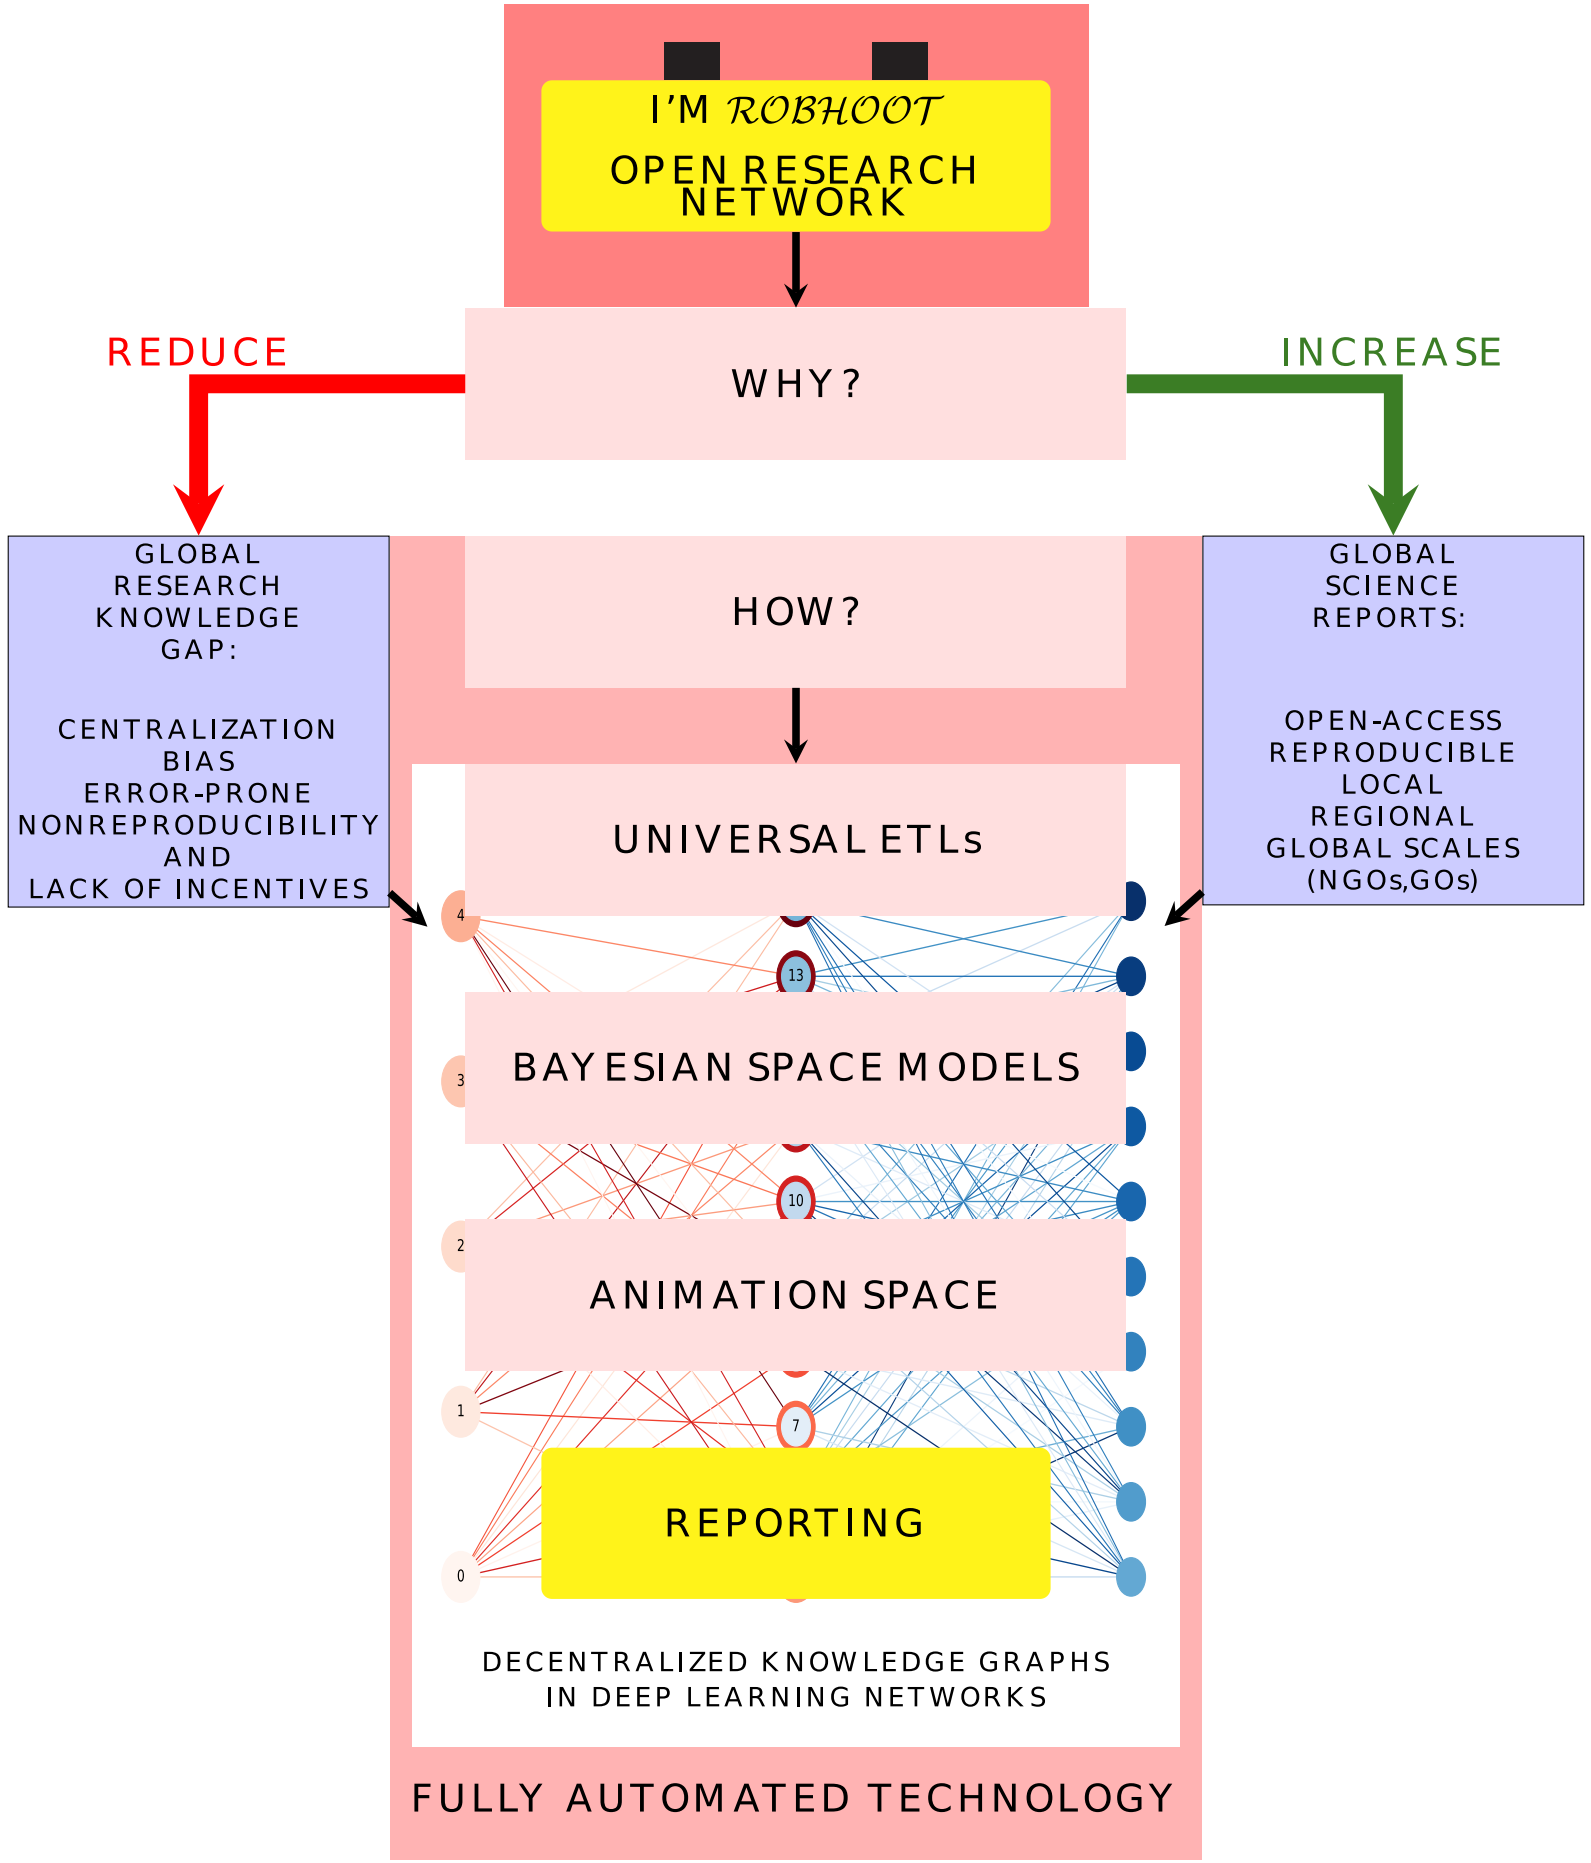 I'M ROBHOOT
OPEN RESEARCH
NETWORK
REDUCE
WHY?
INCREASE
GLOBAL
RESEARCH
KNOWLEDGE
GAP:
CENTRALIZATION
BIAS
ERROR-PRONE
NONREPRODUCIBILITY
AND
LACK OF INCENTIVES
HOW?
GLOBAL
SCIENCE
REPORTS:
OPEN-ACCESS
REPRODUCIBLE
LOCAL
REGIONAL
GLOBAL SCALES
(NGOs,GOs)
UNIVERSAL ETLs
4
13
BAYESIAN SPACE MODELS
3
10
2
ANIMATION SPACE
1
7
REPORTING
0
DECENTRALIZED KNOWLEDGE GRAPHS
IN DEEP LEARNING NETWORKS
FULLY AUTOMATED TECHNOLOGY